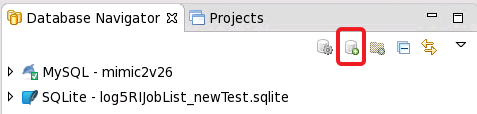 Database Navigator Projects
MySQL - mimic2v26
SQLite - log5RIJobList_newTest.sqlite